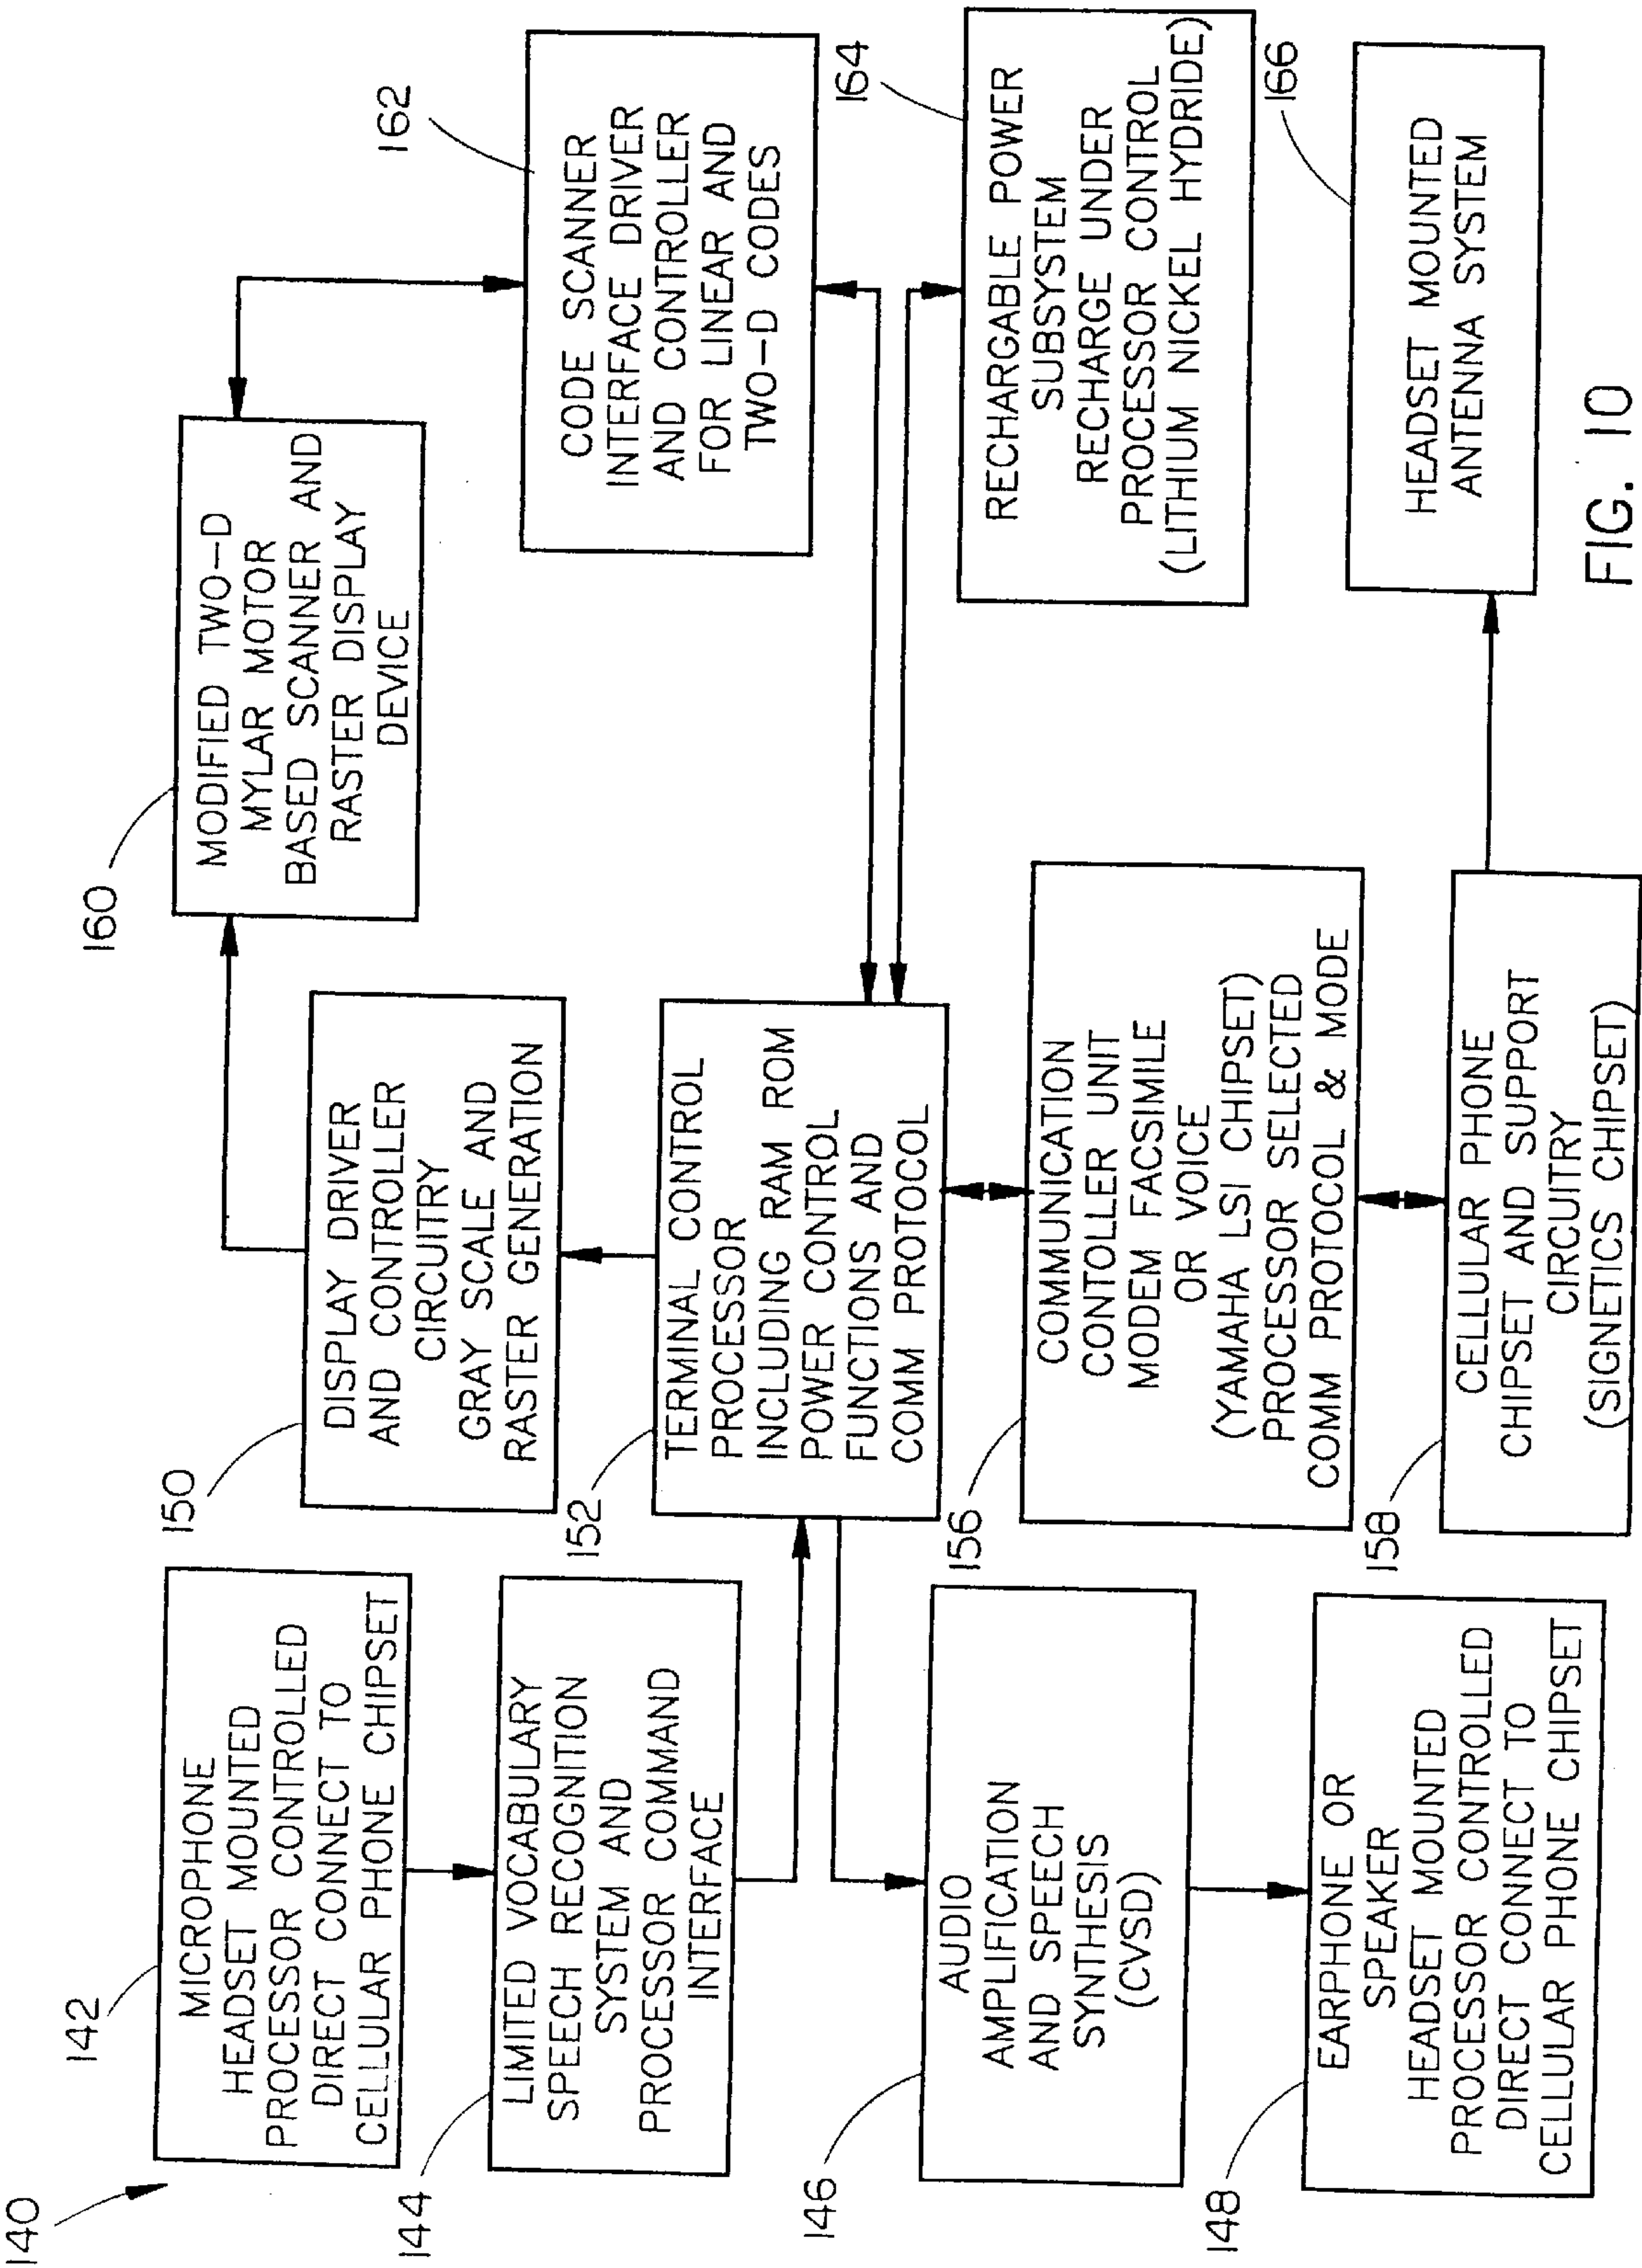 140
142
MICROPHONE
HEADSET MOUNTED
PROCESSOR CONTROLLED
DIRECT CONNECT TO
CELLULAR PHONE CHIPSET
144
LIMITED VOCABULARY
SPEECH RECOGNITION
SYSTEM AND
PROCESSOR COMMAND
INTERFACE
146
AUDIO
AMPLIFICATION
AND SPEECH
SYNTHESIS
(CVSD)
148
EARPHONE OR
SPEAKER
HEADSET MOUNTED
PROCESSOR CONTROLLED
DIRECT CONNECT TO
CELLULAR PHONE CHIPSET
150
DISPLAY DRIVER
AND CONTROLLER
CIRCUITRY
GRAY SCALE AND
RASTER GENERATION
152
TERMINAL CONTROL
PROCESSOR
INCLUDING RAM ROM
POWER CONTROL
FUNCTIONS AND
COMM PROTOCOL
156
COMMUNICATION
CONTOLLER UNIT
MODEM FACSIMILE
OR VOICE
(YAMAHA LSI CHIPSET)
PROCESSOR SELECTED
COMM PROTOCOL & MODE
158
CELLULAR PHONE
CHIPSET AND SUPPORT
CIRCUITRY
(SIGNETICS CHIPSET)
160
MODIFIED TWO-D
MYLAR MOTOR
BASED SCANNER AND
RASTER DISPLAY
DEVICE
162
CODE SCANNER
INTERFACE DRIVER
AND CONTROLLER
FOR LINEAR AND
TWO-D CODES
164
RECHARGABLE POWER
SUBSYSTEM
RECHARGE UNDER
PROCESSOR CONTROL
(LITHIUM NICKEL HYDRIDE)
166
HEADSET MOUNTED
ANTENNA SYSTEM
FIG. 10